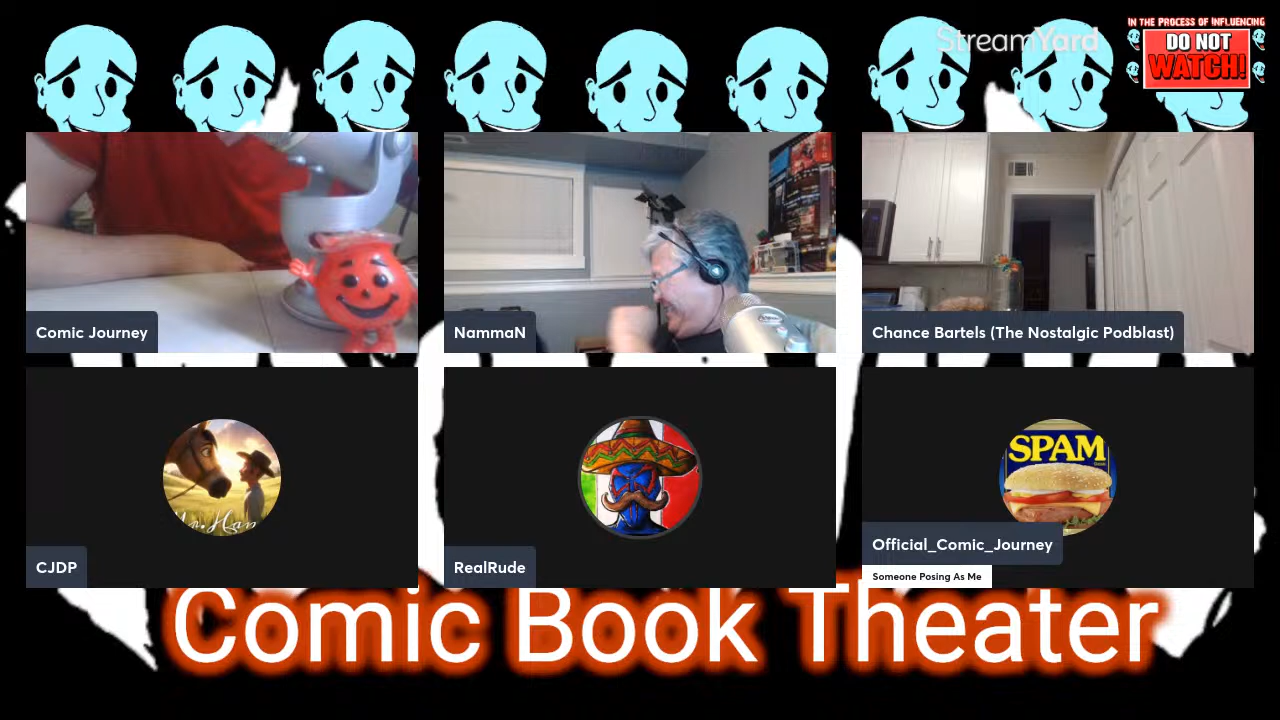 StreamYard
IN THE PROCESS OF INFLUENCING
DO NOT
WATCH!
Comic Journey
NammaN
Chance Bartels (The Nostalgic Podblast)
SPAM
CJDP
RealRude
Official_Comic_Journey
Someone Posing As Me
Comic Book Theater